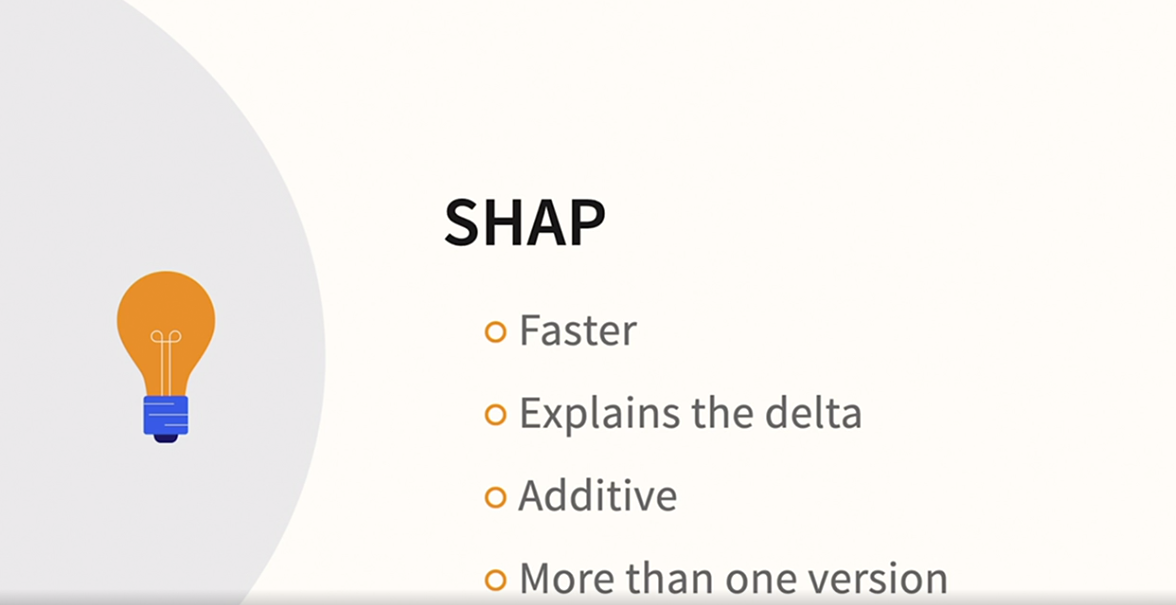 SHAP
Faster
Explains the delta
Additive
More than one version